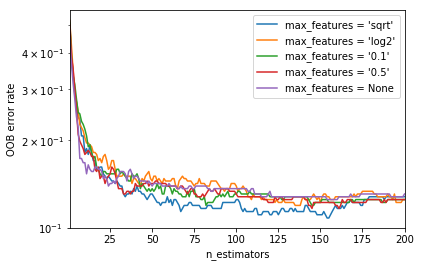 max_features = 'sqrt'
max_features = 'log2'
max_features = '0.1'
max_features = '0.5'
max_features = None
OOB error rate
4 × 10⁻¹
3 × 10⁻¹
2 × 10⁻¹
10⁻¹
25 50 75 100 125 150 175 200
n_estimators